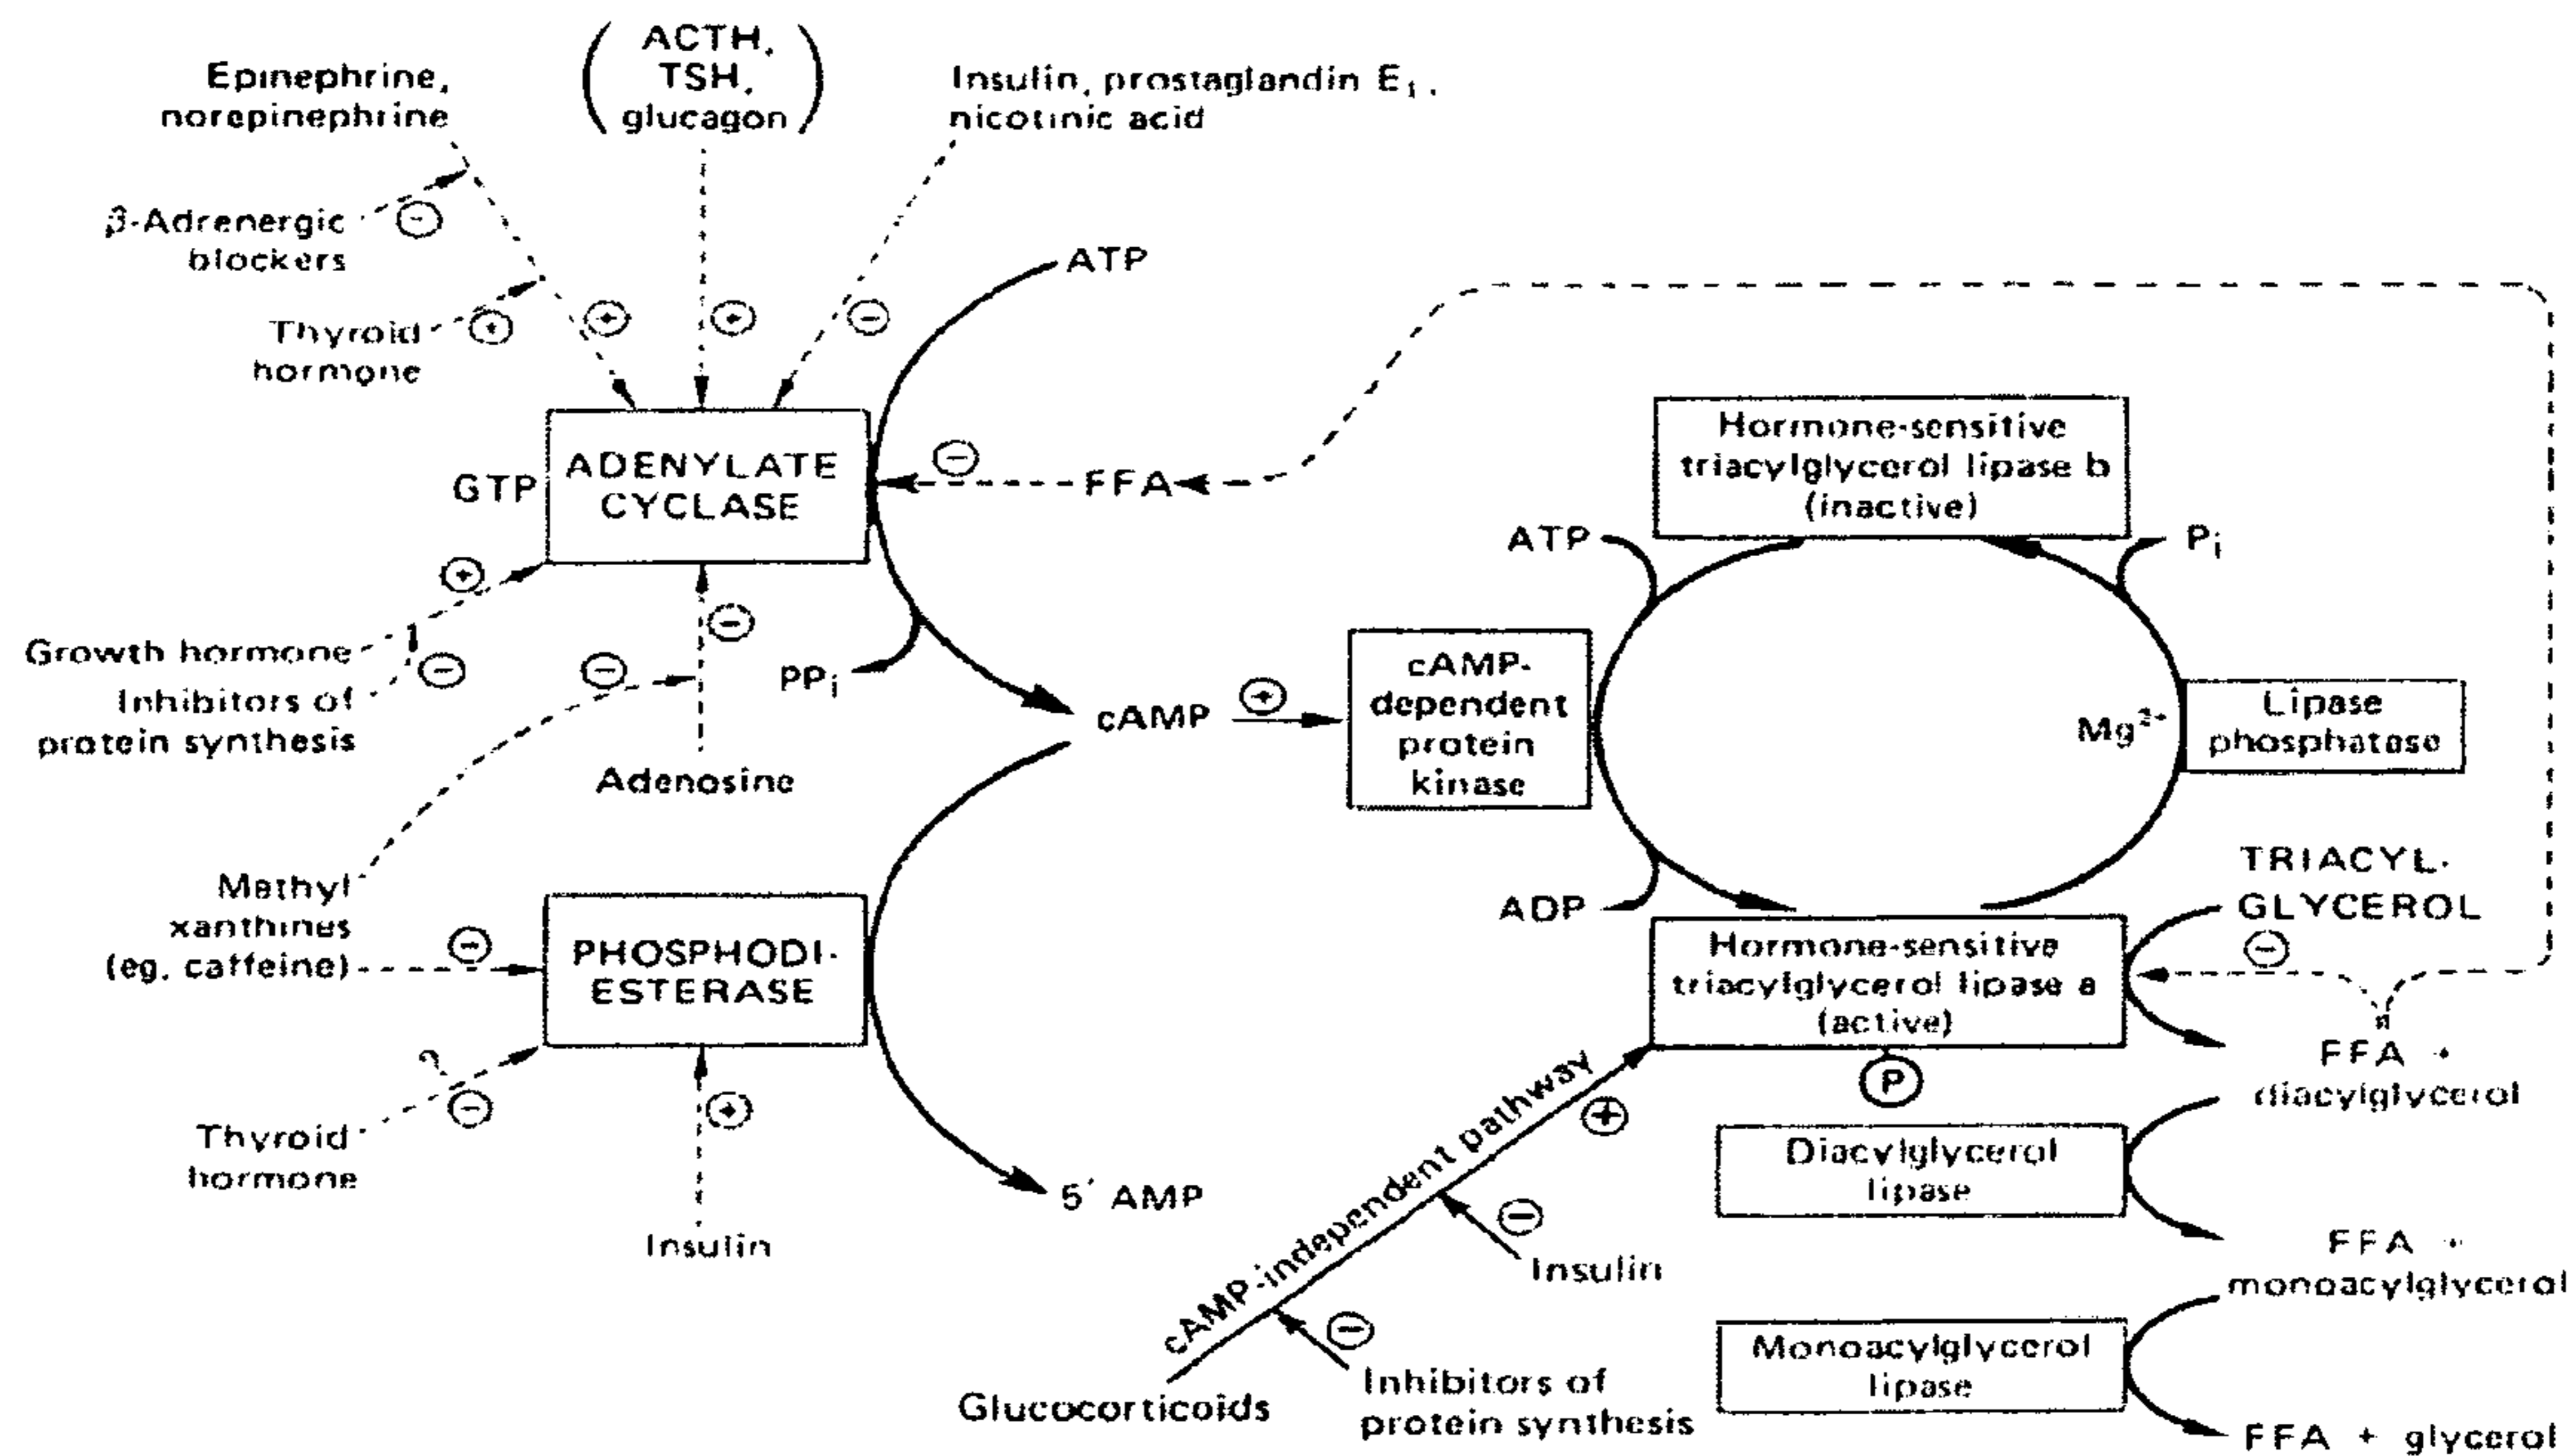 Epinephrine,
norepinephrine
ACTH,
TSH,
glucagon
Insulin, prostaglandin E₁,
nicotinic acid
β-Adrenergic
blockers
−
Thyroid
hormone
+
+
+
−
ATP
GTP
ADENYLATE
CYCLASE
−
FFA
Hormone-sensitive
triacylglycerol lipase b
(inactive)
ATP
Pᵢ
+
Growth hormone
−
Inhibitors of
protein synthesis
−
−
PPᵢ
Adenosine
cAMP
+
cAMP-
dependent
protein
kinase
Mg²⁺
Lipase
phosphatase
ADP
TRIACYL-
GLYCEROL
−
Methyl
xanthines
(eg, caffeine)
−
PHOSPHODI-
ESTERASE
Hormone-sensitive
triacylglycerol lipase a
(active)
P
FFA +
diacylglycerol
?
−
Thyroid
hormone
+
Insulin
5′ AMP
cAMP-independent pathway
+
−
Insulin
−
Inhibitors of
protein synthesis
Glucocorticoids
Diacylglycerol
lipase
FFA +
monoacylglycerol
Monoacylglycerol
lipase
FFA + glycerol